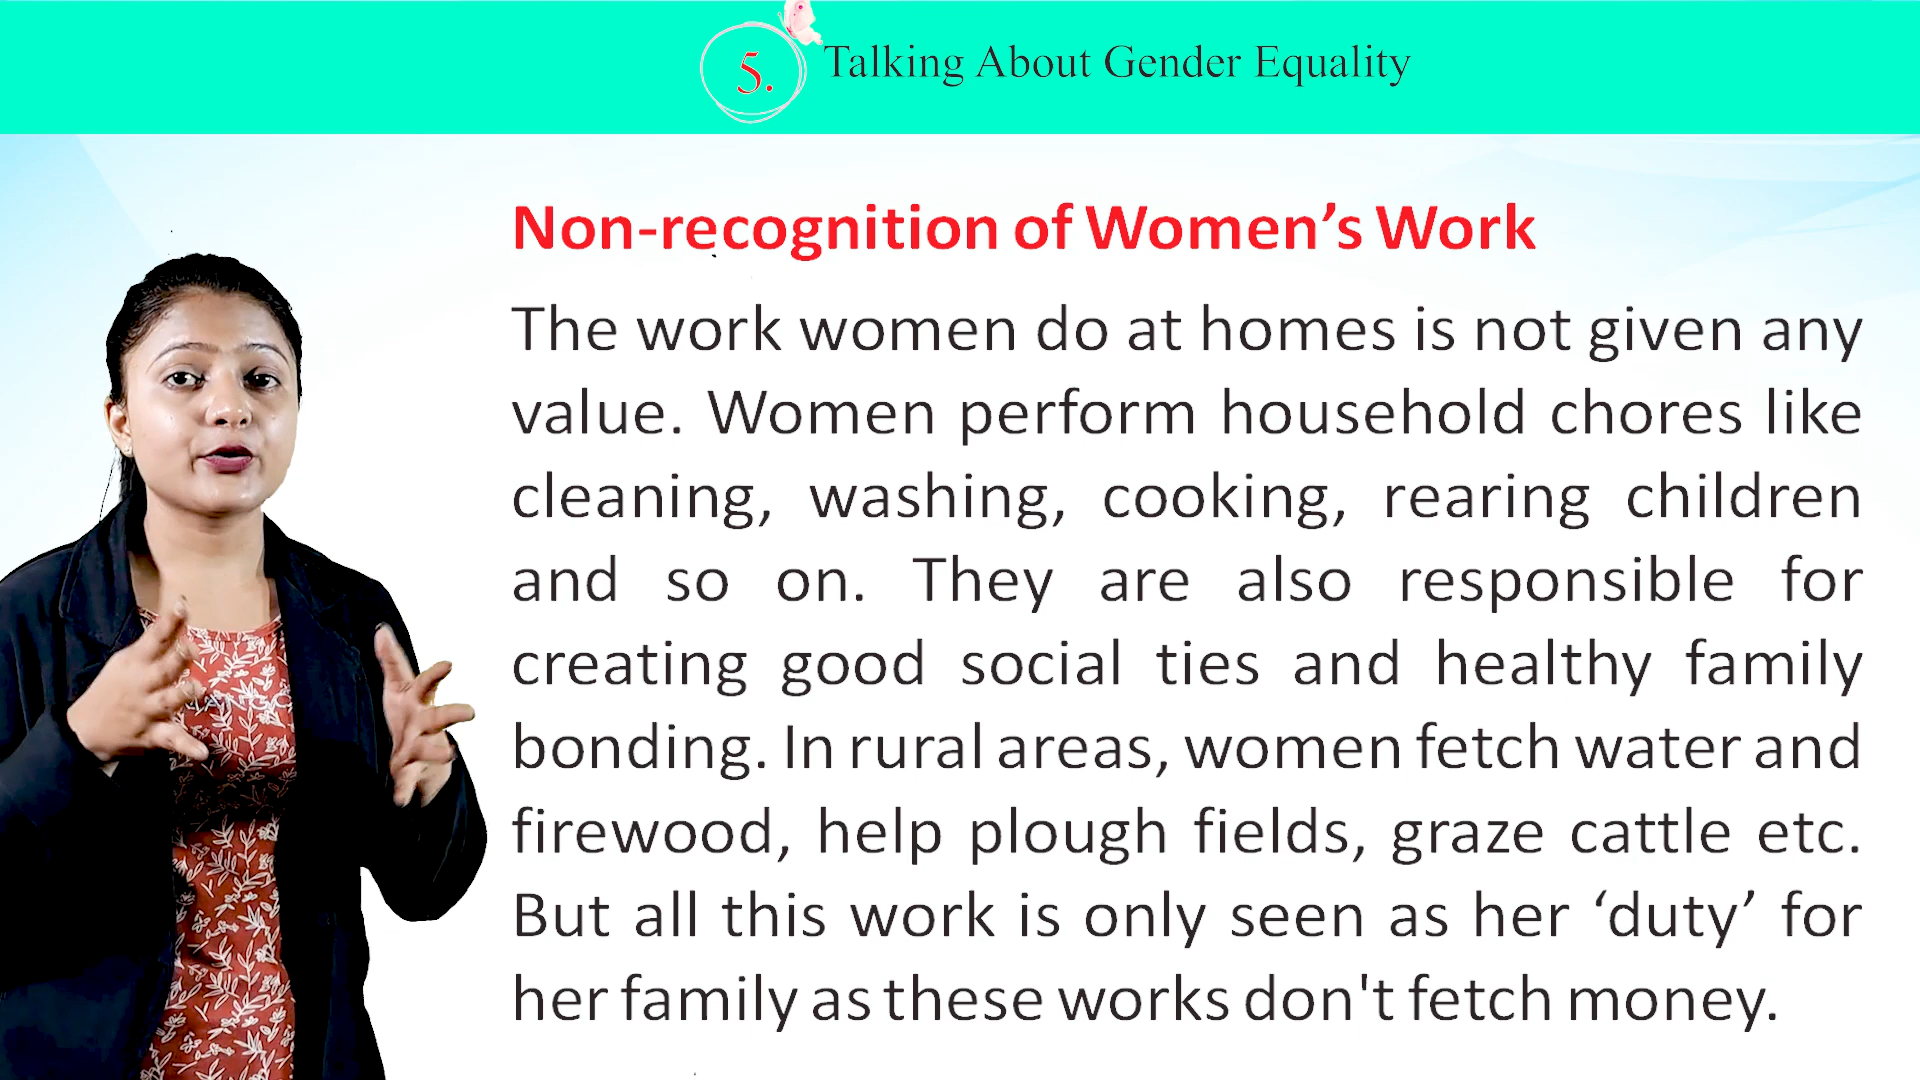 5. Talking About Gender Equality
Non-recognition of Women’s Work
The work women do at homes is not given any
value. Women perform household chores like
cleaning, washing, cooking, rearing children
and so on. They are also responsible for
creating good social ties and healthy family
bonding. In rural areas, women fetch water and
firewood, help plough fields, graze cattle etc.
But all this work is only seen as her ‘duty’ for
her family as these works don't fetch money.